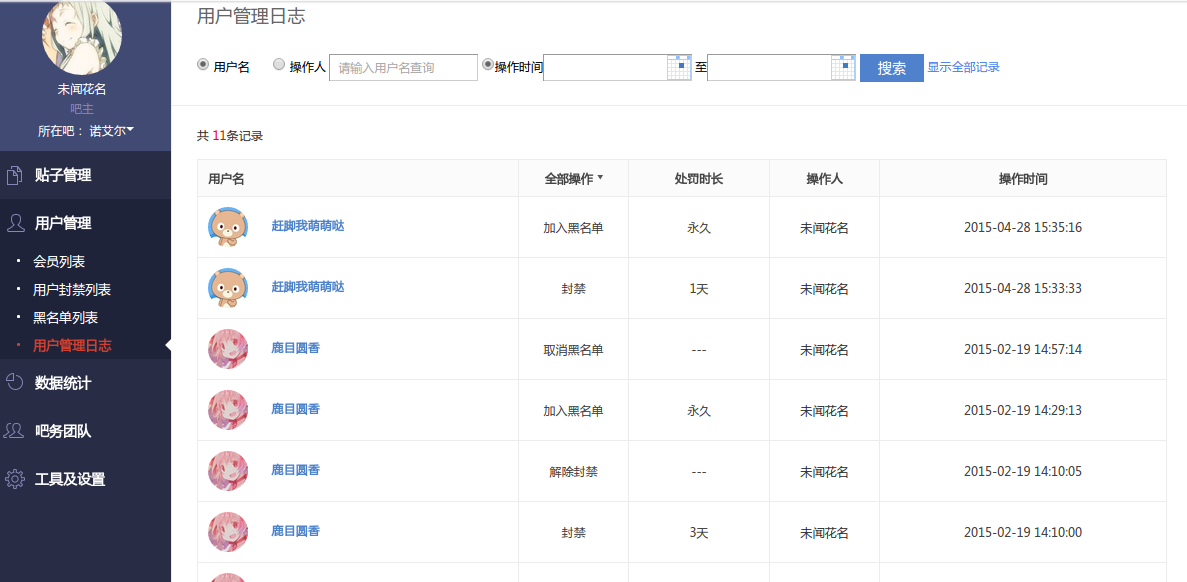 未闻花名
吧主
所在吧： 诺艾尔
贴子管理
用户管理
会员列表
用户封禁列表
黑名单列表
用户管理日志
数据统计
吧务团队
工具及设置
用户管理日志
用户名 操作人 请输入用户名查询 操作时间 至 搜索 显示全部记录
共 11条记录
用户名 全部操作 处罚时长 操作人 操作时间
赶脚我萌萌哒 加入黑名单 永久 未闻花名 2015-04-28 15:35:16
赶脚我萌萌哒 封禁 1天 未闻花名 2015-04-28 15:33:33
鹿目圆香 取消黑名单 --- 未闻花名 2015-02-19 14:57:14
鹿目圆香 加入黑名单 永久 未闻花名 2015-02-19 14:29:13
鹿目圆香 解除封禁 --- 未闻花名 2015-02-19 14:10:05
鹿目圆香 封禁 3天 未闻花名 2015-02-19 14:10:00